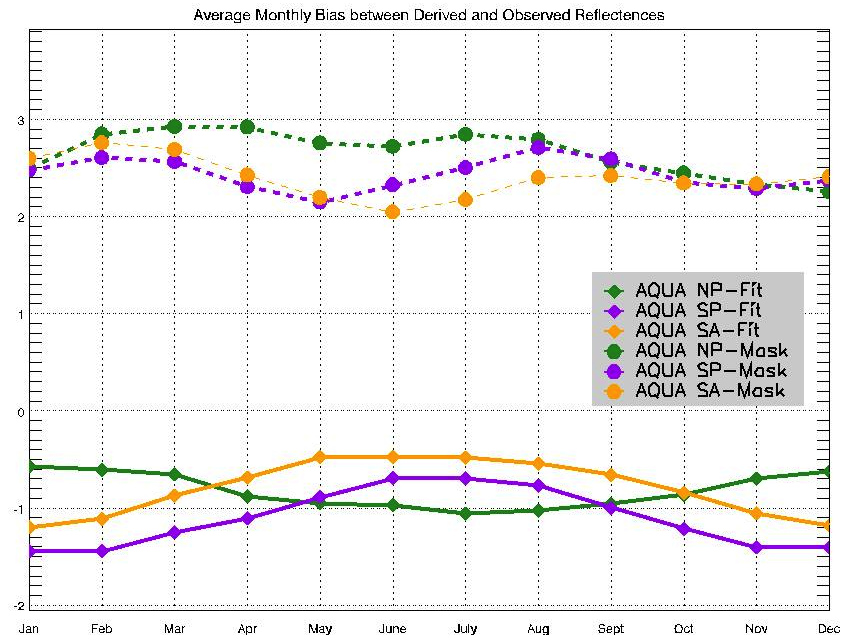 Average Monthly Bias between Derived and Observed Reflectences
3
2
1
0
-1
-2
AQUA NP-Fit
AQUA SP-Fit
AQUA SA-Fit
AQUA NP-Mask
AQUA SP-Mask
AQUA SA-Mask
Jan Feb Mar Apr May June July Aug Sept Oct Nov Dec